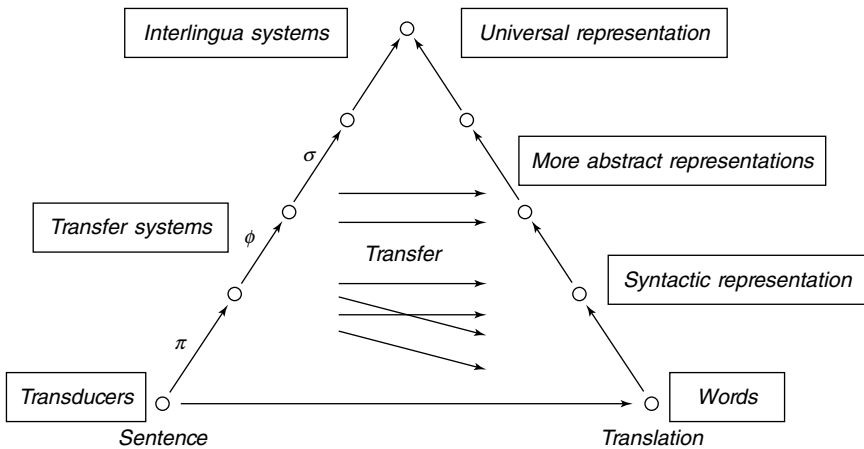 Interlingua systems
Universal representation
σ
More abstract representations
Transfer systems
ϕ
Transfer
Syntactic representation
π
Transducers
Words
Sentence
Translation